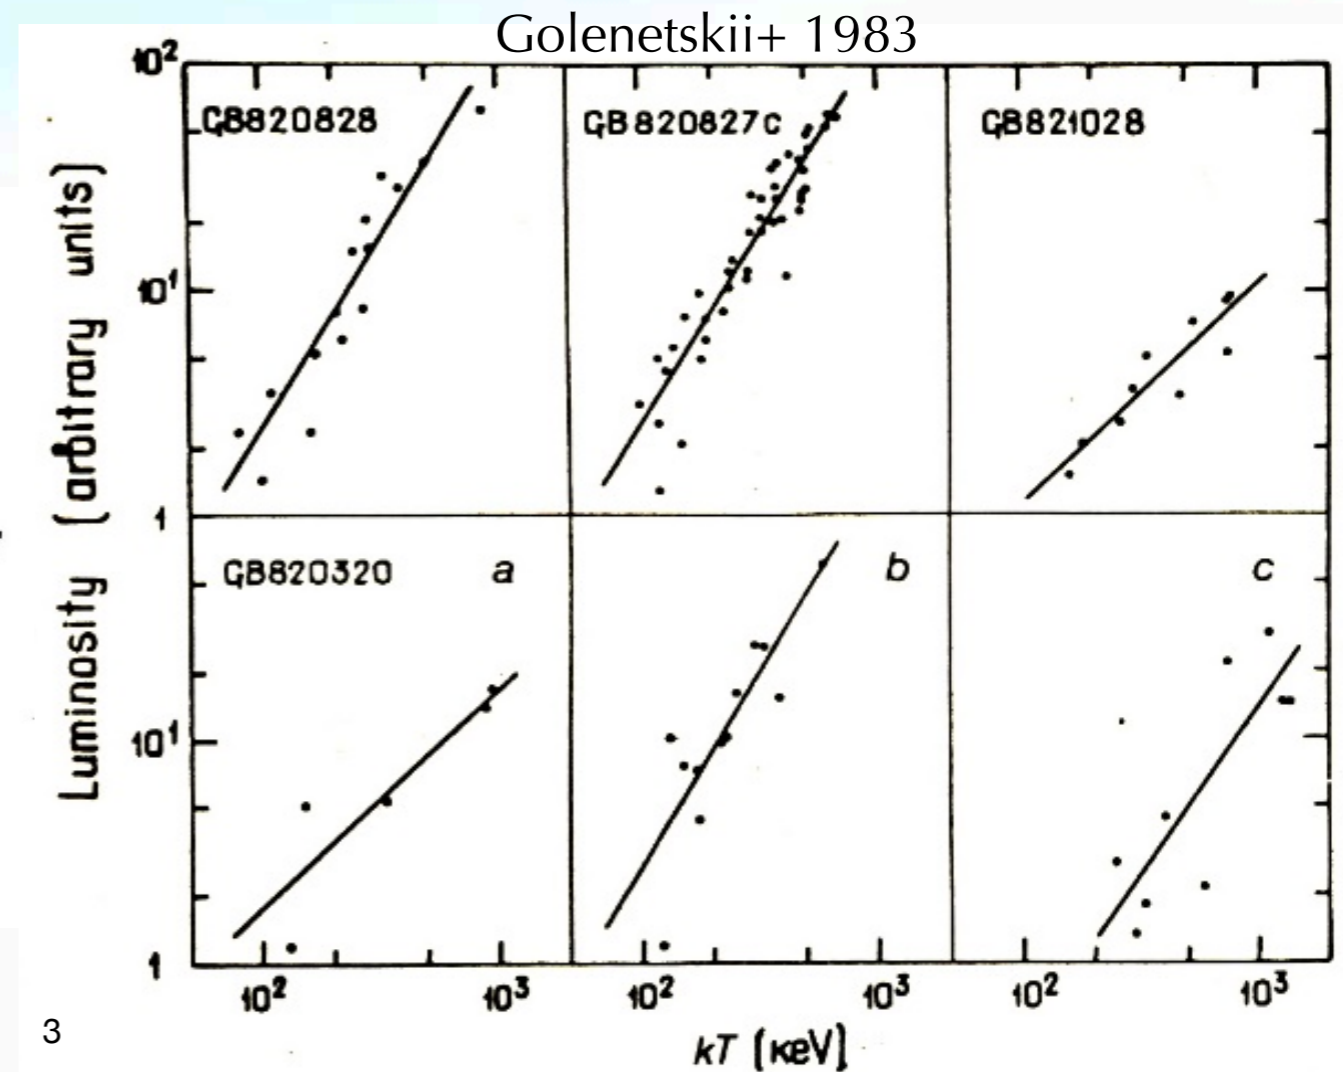 Golenetskii+ 1983
10²
GB820828
GB820827c
GB821028
10¹
Luminosity (arbitrary units)
1
GB820320
a
b
c
10¹
1
10²
10³
10²
10³
10²
10³
kT [кeV]
3